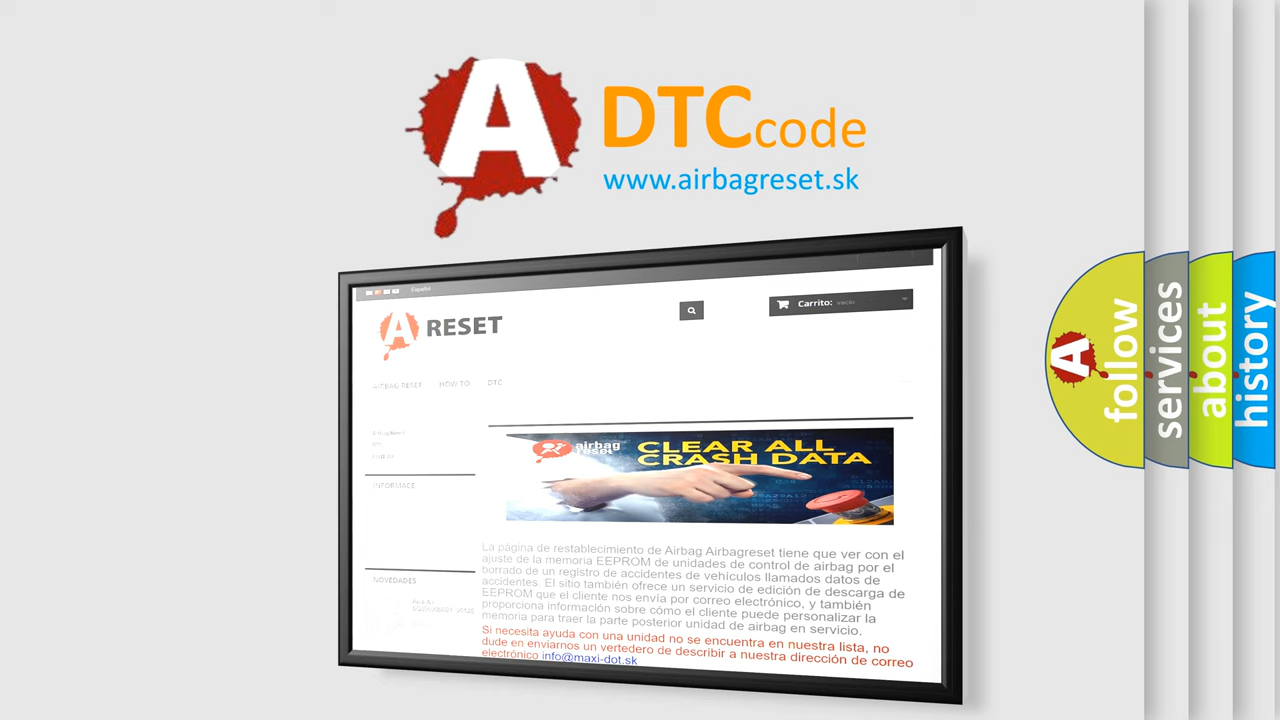 A DTC code
www.airbagreset.sk
Español
A RESET
Carrito: vacío
AIRBAG RESET HOW TO DTC
INFORMACE
airbag
reset
CLEAR ALL
CRASH DATA
La página de restablecimiento de Airbag Airbagreset tiene que ver con el
ajuste de la memoria EEPROM de unidades de control de airbag por el
borrado de un registro de accidentes de vehículos llamados datos de
accidentes. El sitio también ofrece un servicio de edición de descarga de
EEPROM que el cliente nos envía por correo electrónico, y también
proporciona información sobre cómo el cliente puede personalizar la
memoria para traer la parte posterior unidad de airbag en servicio.
Si necesita ayuda con una unidad no se encuentra en nuestra lista, no
dude en enviarnos un vertedero de describir a nuestra dirección de correo
electrónico info@maxi-dot.sk
NOVEDADES
A follow
services
about
history